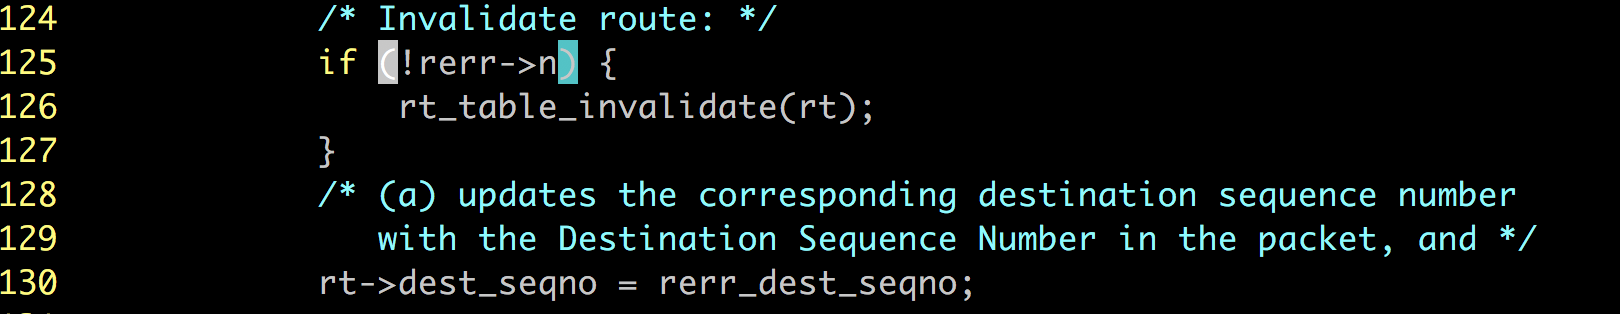 124 /* Invalidate route: */
125 if (!rerr->n) {
126 rt_table_invalidate(rt);
127 }
128 /* (a) updates the corresponding destination sequence number
129 with the Destination Sequence Number in the packet, and */
130 rt->dest_seqno = rerr_dest_seqno;